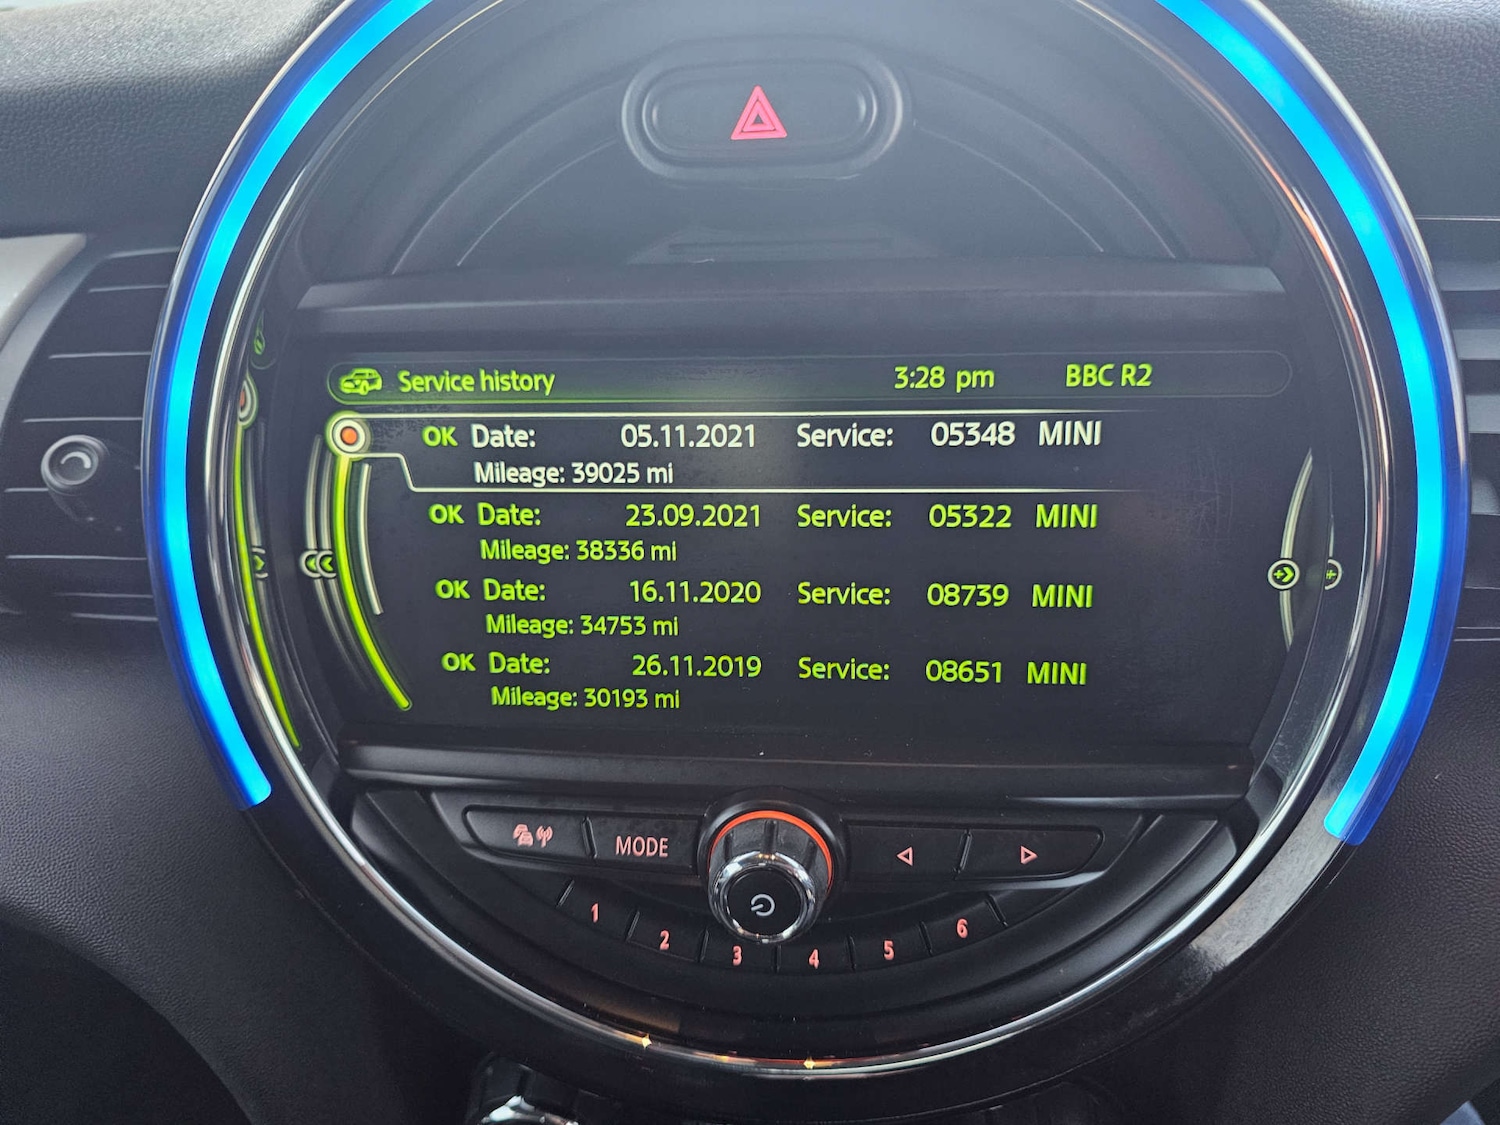 Service history 3:28 pm BBC R2
OK Date: 05.11.2021 Service: 05348 MINI
Mileage: 39025 mi
OK Date: 23.09.2021 Service: 05322 MINI
Mileage: 38336 mi
OK Date: 16.11.2020 Service: 08739 MINI
Mileage: 34753 mi
OK Date: 26.11.2019 Service: 08651 MINI
Mileage: 30193 mi
MODE
1 2 3 4 5 6